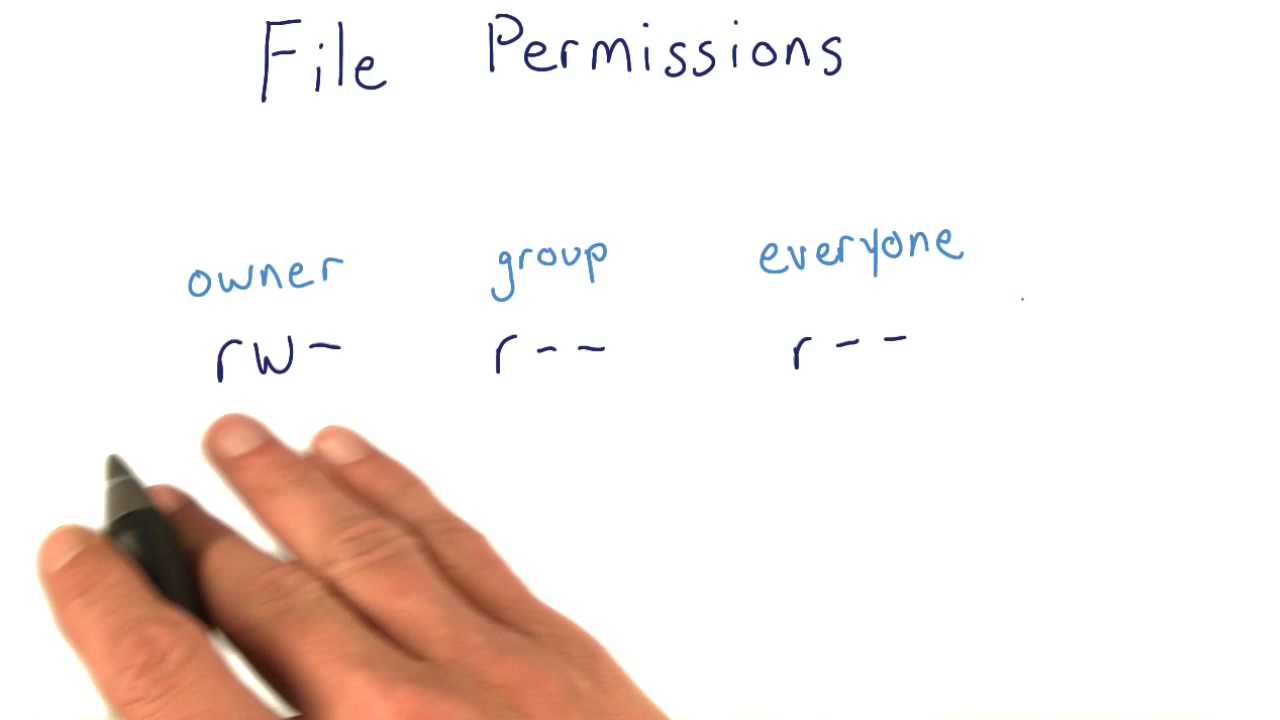 File Permissions
owner group everyone
rw- r-- r--